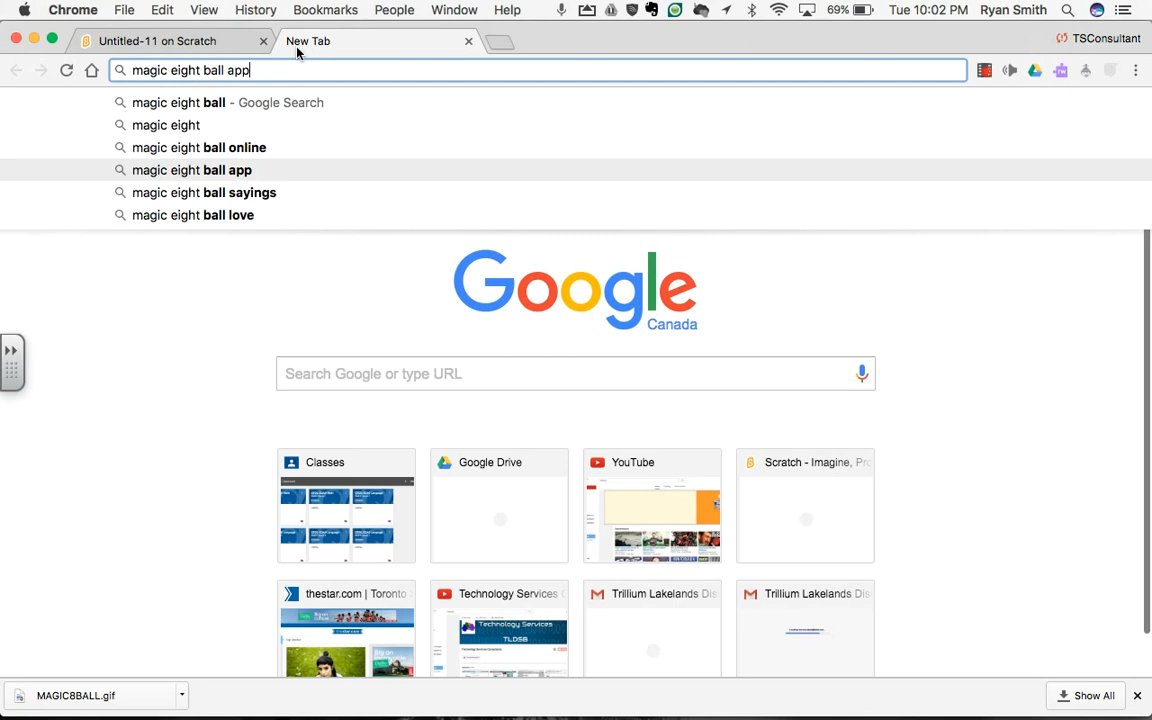 Chrome File Edit View History Bookmarks People Window Help 69% Tue 10:02 PM Ryan Smith
Untitled-11 on Scratch New Tab TSConsultant
magic eight ball app
magic eight ball - Google Search
magic eight
magic eight ball online
magic eight ball app
magic eight ball sayings
magic eight ball love
Google
Canada
Search Google or type URL
Classes Google Drive YouTube Scratch - Imagine, Pro
thestar.com | Toronto Technology Services Trillium Lakelands Dis Trillium Lakelands Dis
Technology Services
TLDSB
MAGIC8BALL.gif Show All